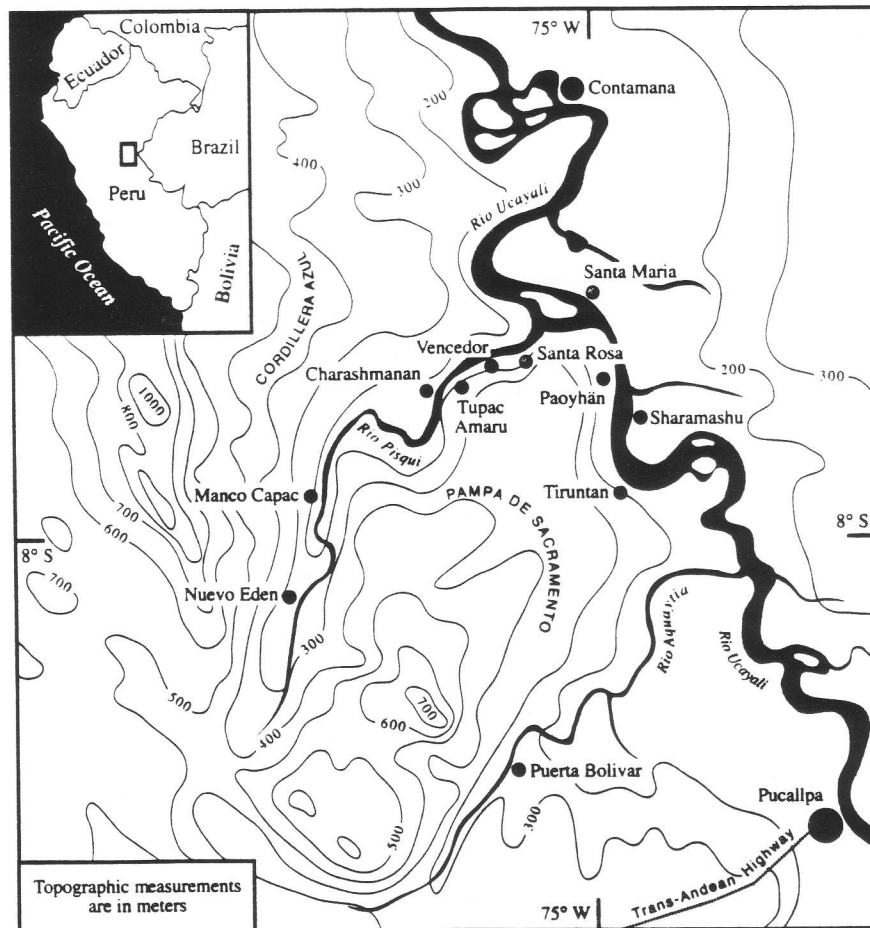 Colombia
Ecuador
Brazil
Peru
Bolivia
Pacific Ocean
75° W
Contamana
200
400
300
Rio Ucayali
CORDILLERA AZUL
Santa Maria
Vencedor
Santa Rosa
Charashmanan
Tupac
Amaru
Paoyhän
200
300
1000
800
Sharamashu
Rio Pisqui
Manco Capac
PAMPA DE SACRAMENTO
Tiruntan
700
600
8° S
8° S
700
Nuevo Eden
Rio Aguaytia
300
Rio Ucayali
500
700
600
400
Puerta Bolivar
Pucallpa
300
500
Trans-Andean Highway
Topographic measurements
are in meters
75° W